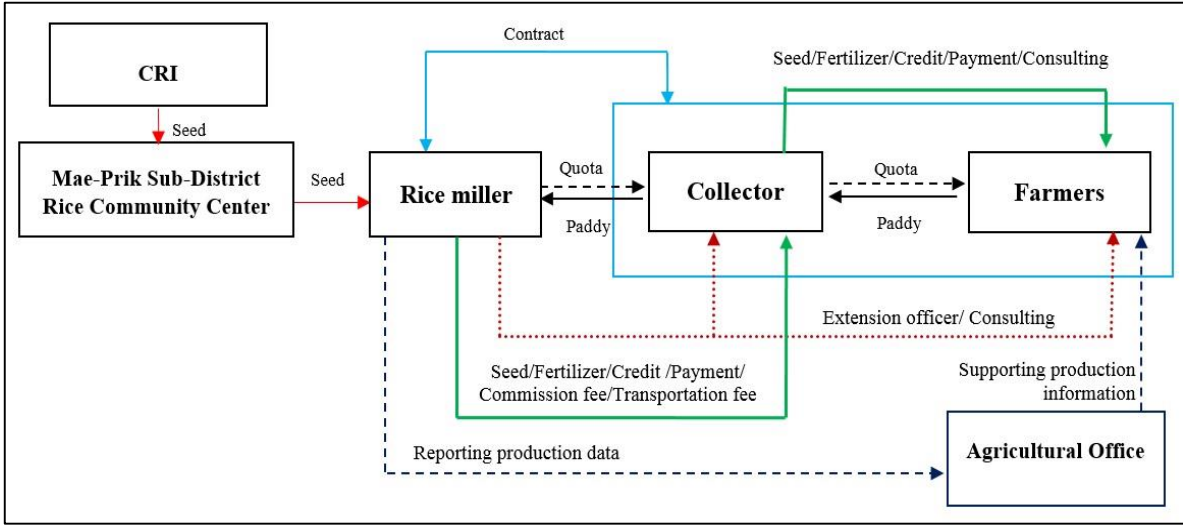 CRI
Seed
Mae-Prik Sub-District
Rice Community Center
Seed
Contract
Rice miller
Quota
Paddy
Seed/Fertilizer/Credit/Payment/Consulting
Collector
Quota
Paddy
Farmers
Extension officer/ Consulting
Seed/Fertilizer/Credit /Payment/
Commission fee/Transportation fee
Supporting production
information
Reporting production data
Agricultural Office